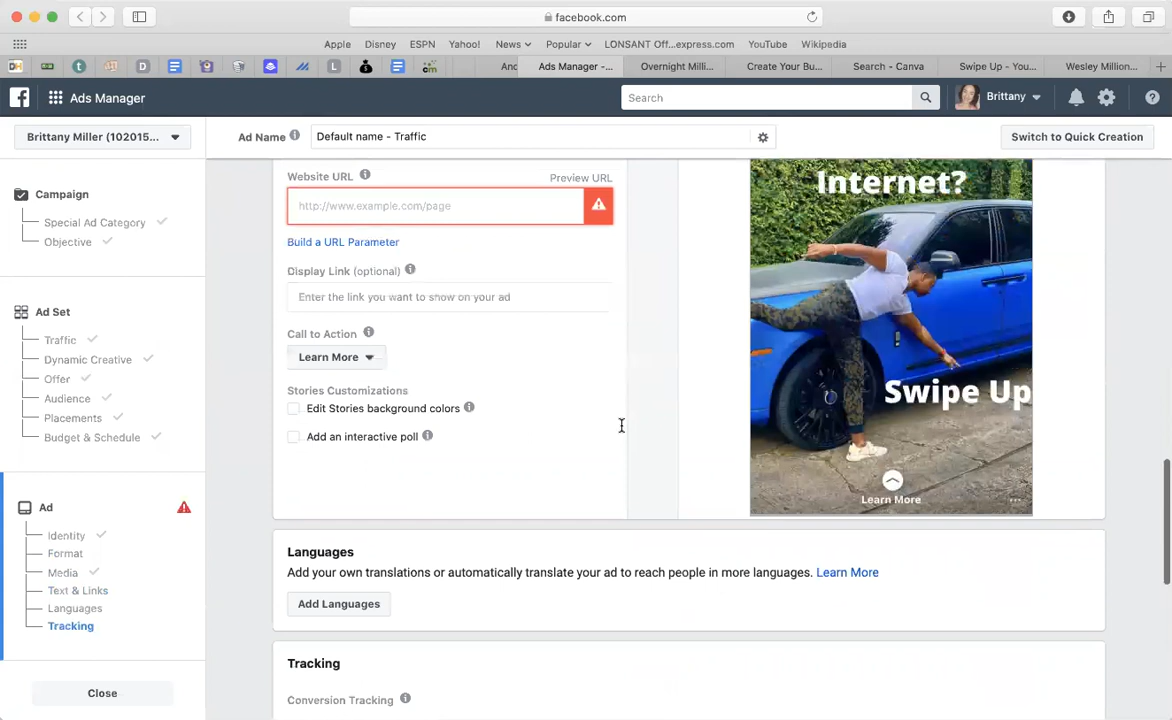 facebook.com
Apple Disney ESPN Yahoo! News Popular LONSANT Off...express.com YouTube Wikipedia
DH t D L cm And Ads Manager -... Overnight Milli... Create Your Bu... Search - Canva Swipe Up - You... Wesley Million...
Ads Manager Search Brittany
Brittany Miller (102015... Ad Name Default name - Traffic Switch to Quick Creation
Campaign
Special Ad Category
Objective
Ad Set
Traffic
Dynamic Creative
Offer
Audience
Placements
Budget & Schedule
Ad
Identity
Format
Media
Text & Links
Languages
Tracking
Close
Website URL Preview URL
http://www.example.com/page
Build a URL Parameter
Display Link (optional)
Enter the link you want to show on your ad
Call to Action
Learn More
Stories Customizations
Edit Stories background colors
Add an interactive poll
Internet?
Swipe Up
Learn More
Languages
Add your own translations or automatically translate your ad to reach people in more languages. Learn More
Add Languages
Tracking
Conversion Tracking